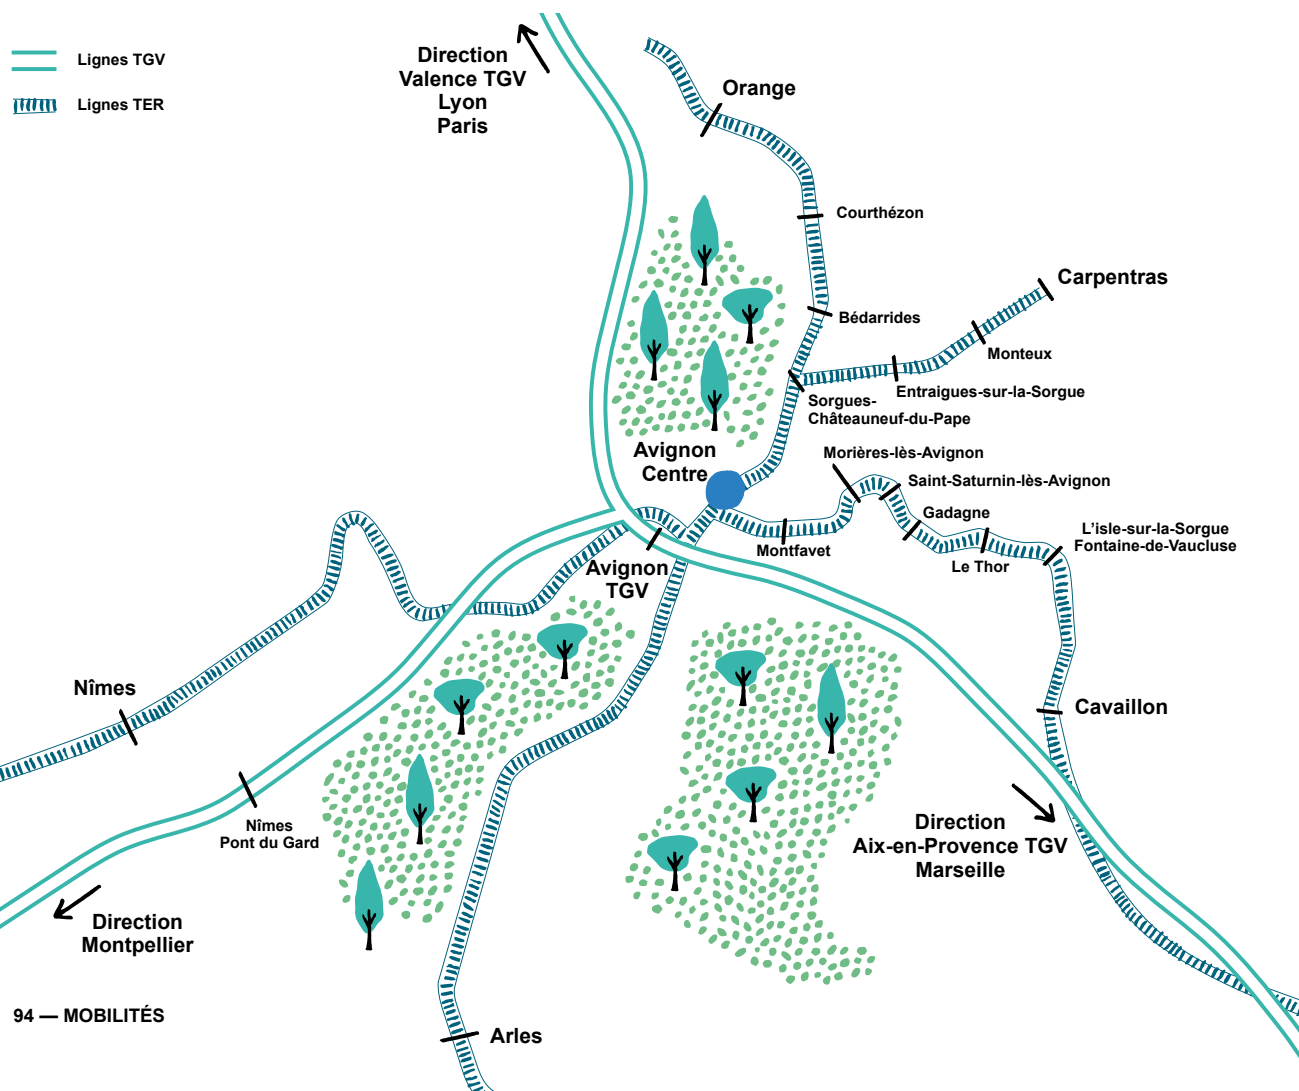 Lignes TGV
Lignes TER
Direction
Valence TGV
Lyon
Paris
Orange
Courthézon
Bédarrides
Carpentras
Monteux
Entraigues-sur-la-Sorgue
Sorgues-
Châteauneuf-du-Pape
Avignon
Centre
Morières-lès-Avignon
Saint-Saturnin-lès-Avignon
Gadagne
L'isle-sur-la-Sorgue
Fontaine-de-Vaucluse
Montfavet
Le Thor
Avignon
TGV
Nîmes
Cavaillon
Nîmes
Pont du Gard
Direction
Aix-en-Provence TGV
Marseille
Direction
Montpellier
94 — MOBILITÉS
Arles